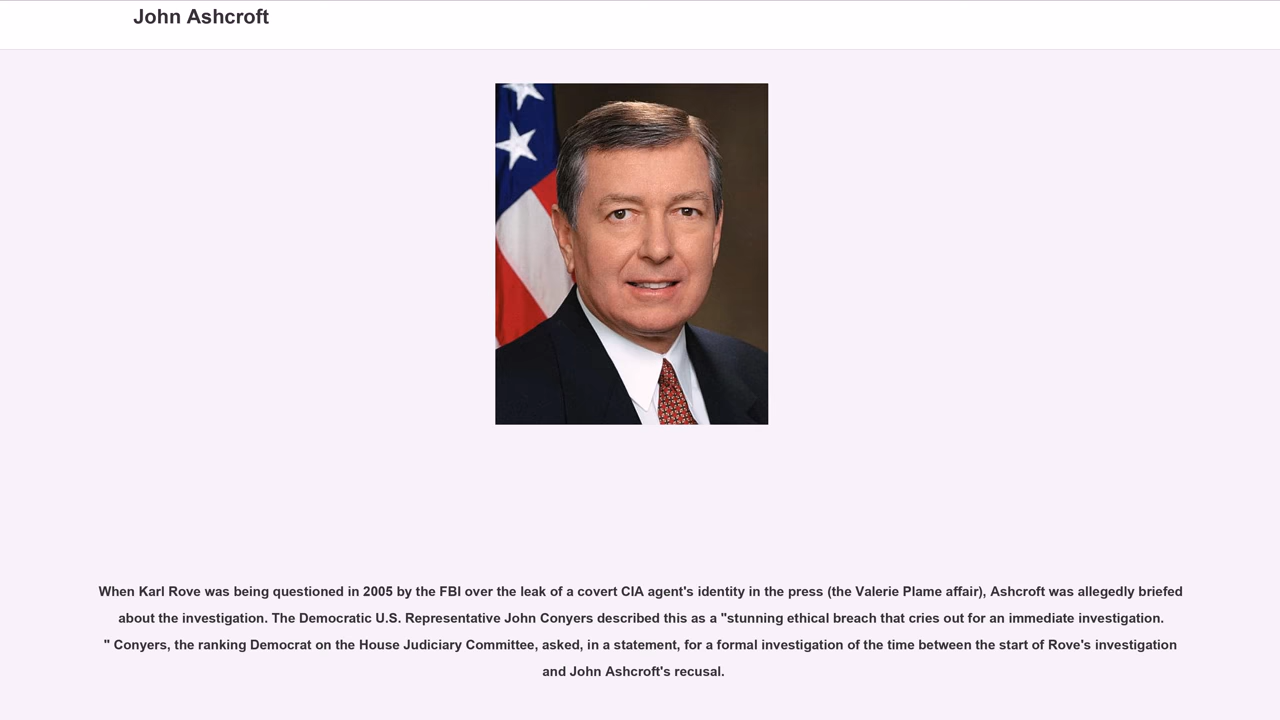 John Ashcroft
When Karl Rove was being questioned in 2005 by the FBI over the leak of a covert CIA agent's identity in the press (the Valerie Plame affair), Ashcroft was allegedly briefed
about the investigation. The Democratic U.S. Representative John Conyers described this as a "stunning ethical breach that cries out for an immediate investigation.
" Conyers, the ranking Democrat on the House Judiciary Committee, asked, in a statement, for a formal investigation of the time between the start of Rove's investigation
and John Ashcroft's recusal.